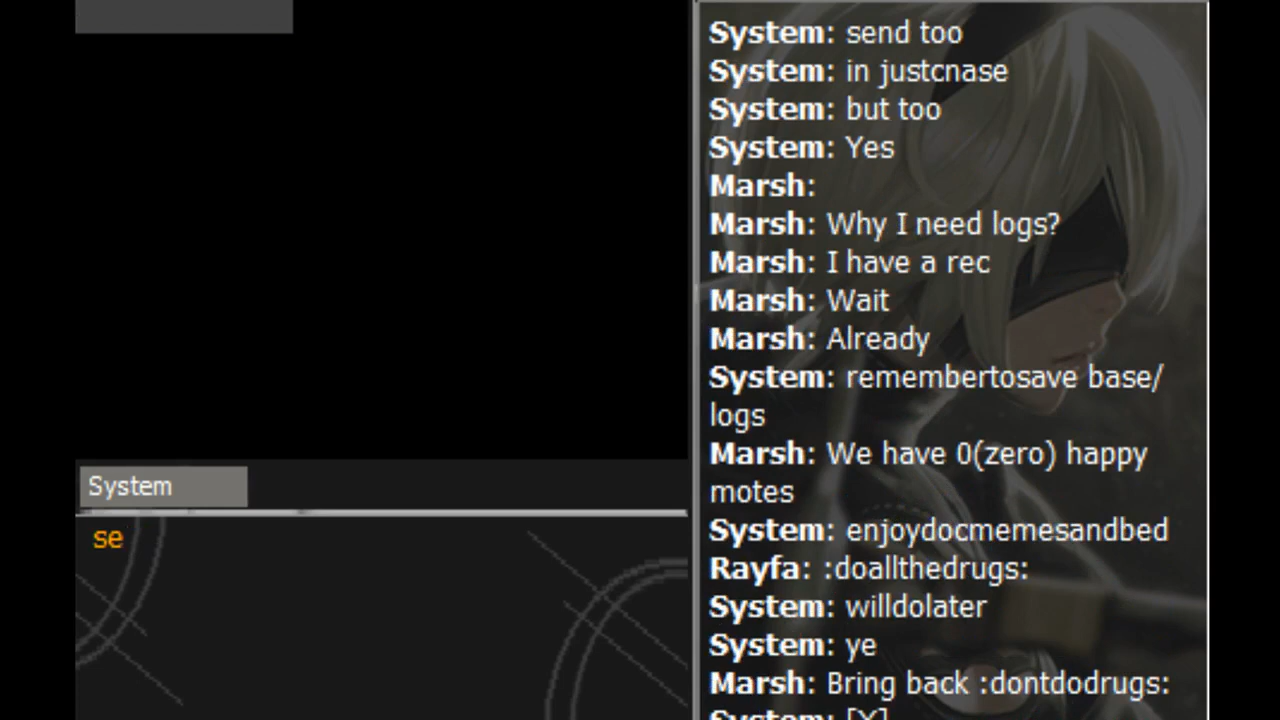 System: send too
System: in justcnase
System: but too
System: Yes
Marsh:
Marsh: Why I need logs?
Marsh: I have a rec
Marsh: Wait
Marsh: Already
System: remembertosave base/
logs
Marsh: We have 0(zero) happy
motes
System: enjoydocmemesandbed
Rayfa: :doallthedrugs:
System: willdolater
System: ye
Marsh: Bring back :dontdodrugs:
System: [X]
System
se